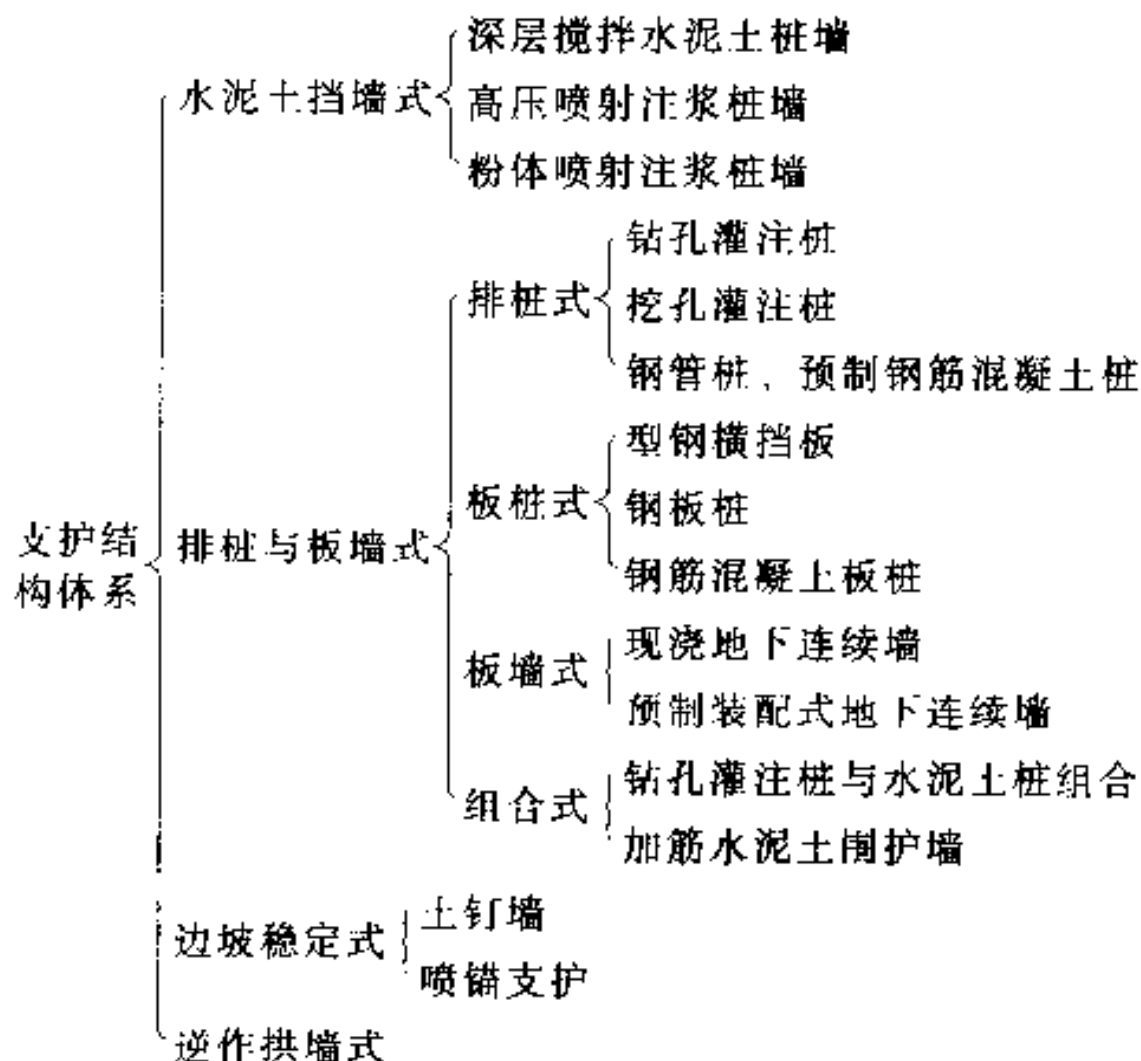 支护结
构体系
水泥土挡墙式
深层搅拌水泥土桩墙
高压喷射注浆桩墙
粉体喷射注浆桩墙
排桩与板墙式
排桩式
钻孔灌注桩
挖孔灌注桩
钢管桩、预制钢筋混凝土桩
板桩式
型钢横挡板
钢板桩
钢筋混凝土板桩
板墙式
现浇地下连续墙
预制装配式地下连续墙
组合式
钻孔灌注桩与水泥土桩组合
加筋水泥土围护墙
边坡稳定式
土钉墙
喷锚支护
逆作拱墙式